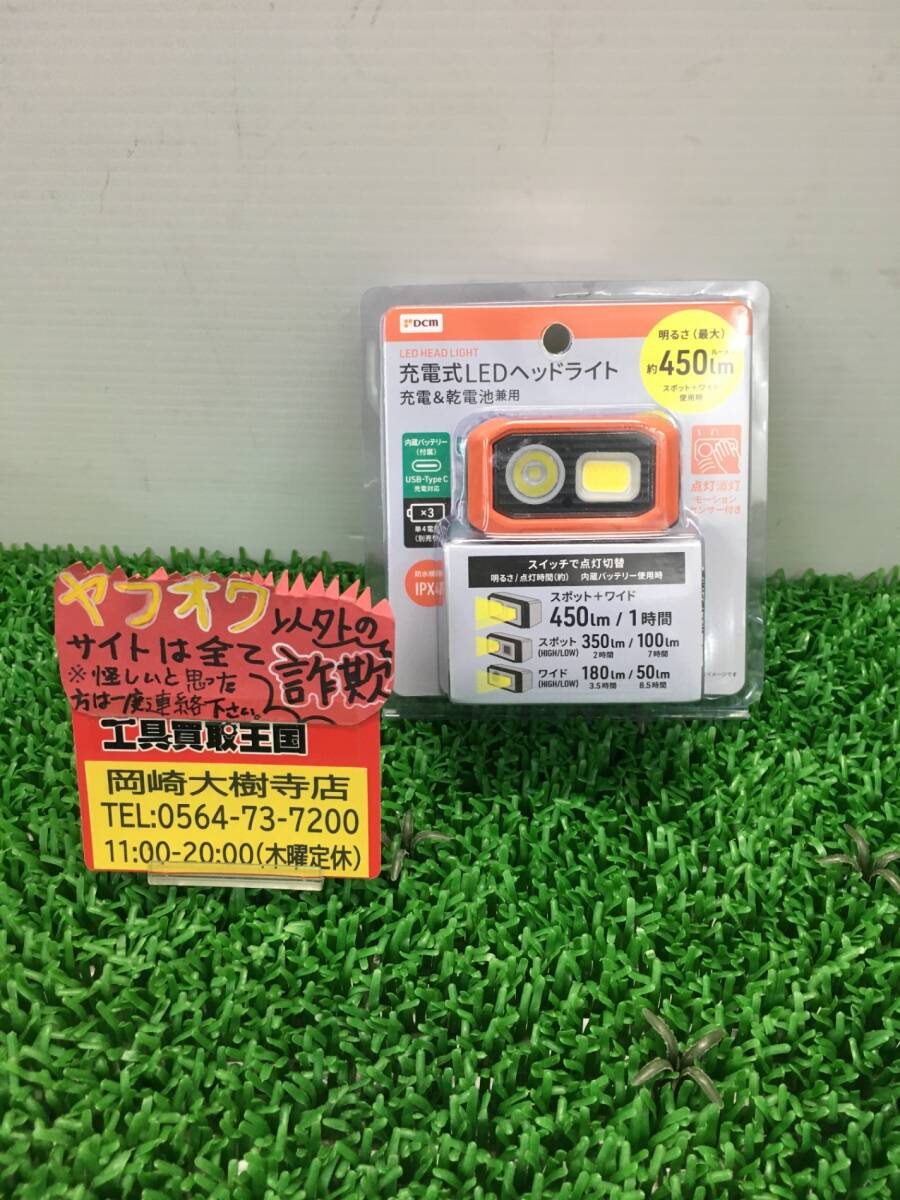 DCM
LED HEAD LIGHT
充電式LEDヘッドライト
充電&乾電池兼用
明るさ(最大)
約450lm
スポット+ワイド
使用時
内蔵バッテリー
(付属)
USB-Type C
充電対応
×3
点灯消灯
モーション
センサー付き
スイッチで点灯切替
明るさ/点灯時間(約) 内蔵バッテリー使用時
スポット+ワイド
450lm/1時間
スポット 350lm/100lm
(HIGH/LOW) 2時間 7時間
ワイド 180lm/50lm
(HIGH/LOW) 3.5時間 8.5時間
ヤフオク以外の
サイトは全て詐欺
※怪しいと思った
方は一度連絡下さい。
工具買取王国
岡崎大樹寺店
TEL:0564-73-7200
11:00-20:00(木曜定休)